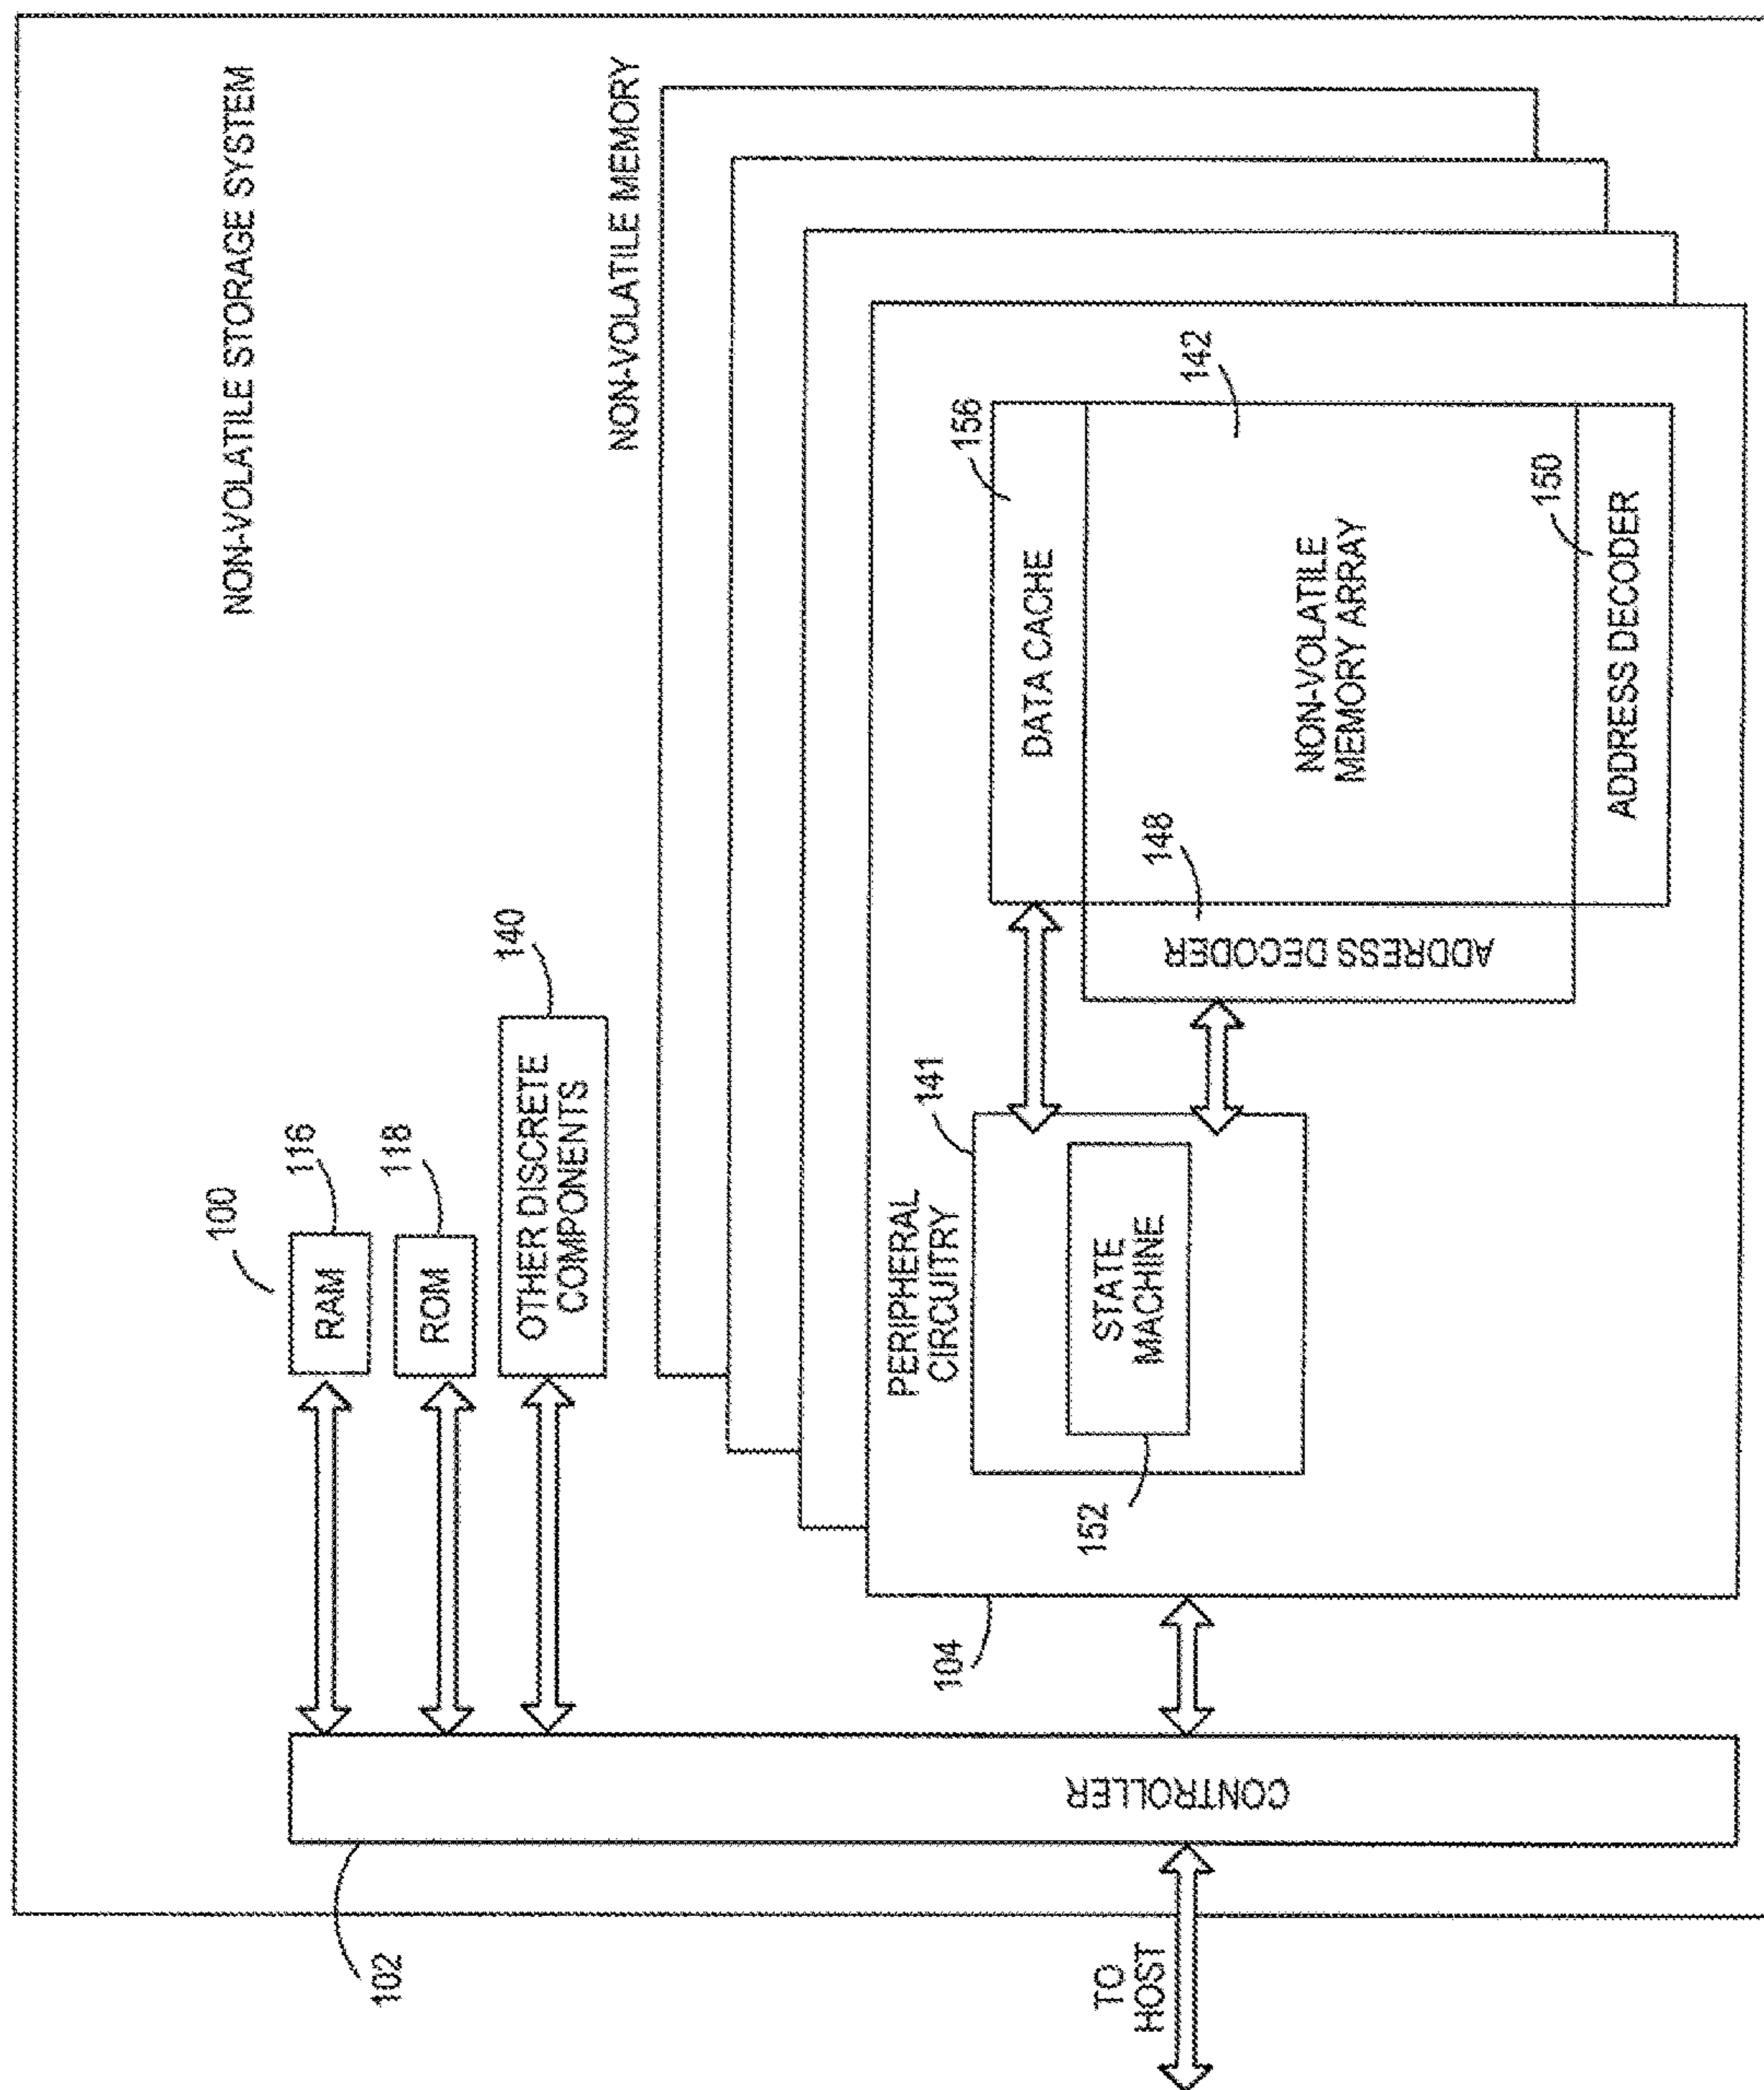 NON-VOLATILE STORAGE SYSTEM
100
RAM
116
ROM
118
OTHER DISCRETE
COMPONENTS
140
NON-VOLATILE MEMORY
102
CONTROLLER
TO
HOST
104
PERIPHERAL
CIRCUITRY
141
STATE
MACHINE
152
DATA CACHE
156
ADDRESS DECODER
148
NON-VOLATILE
MEMORY ARRAY
142
ADDRESS DECODER
150